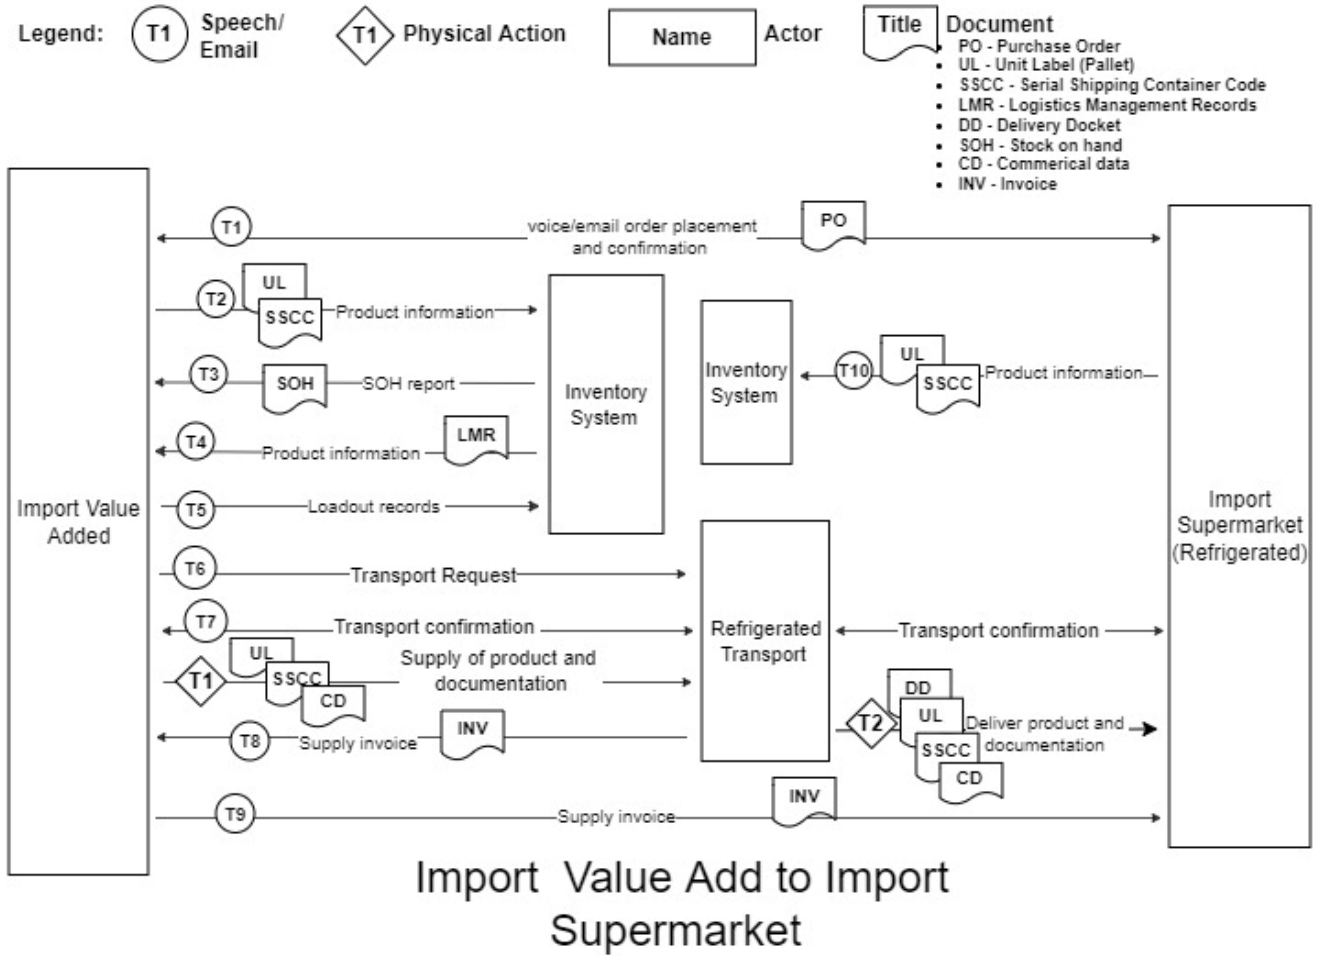 Legend:
T1
Speech/
Email
T1
Physical Action
Name
Actor
Title
Document
• PO - Purchase Order
• UL - Unit Label (Pallet)
• SSCC - Serial Shipping Container Code
• LMR - Logistics Management Records
• DD - Delivery Docket
• SOH - Stock on hand
• CD - Commerical data
• INV - Invoice
Import Value
Added
T1
voice/email order placement
and confirmation
PO
T2
UL
SSCC
Product information
T3
SOH
SOH report
T4
Product information
LMR
T5
Loadout records
Inventory
System
Inventory
System
T10
UL
SSCC
Product information
Import
Supermarket
(Refrigerated)
T6
Transport Request
T7
Transport confirmation
Refrigerated
Transport
Transport confirmation
T1
UL
SSCC
CD
Supply of product and
documentation
T2
DD
UL
SSCC
CD
Deliver product and
documentation
T8
Supply invoice
INV
T9
Supply invoice
INV
Import Value Add to Import
Supermarket